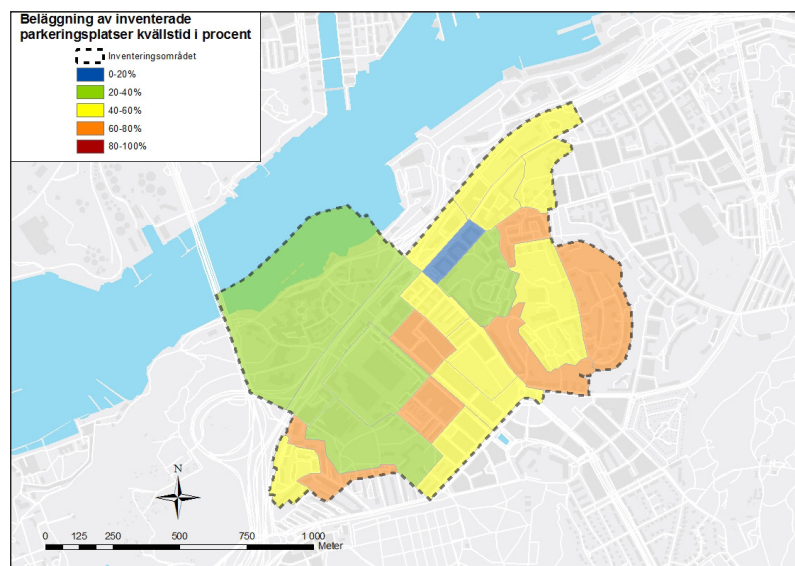 Beläggning av inventerade
parkeringsplatser kvällstid i procent
Inventeringsområdet
0-20%
20-40%
40-60%
60-80%
80-100%
N
0 125 250 500 750 1 000
Meter